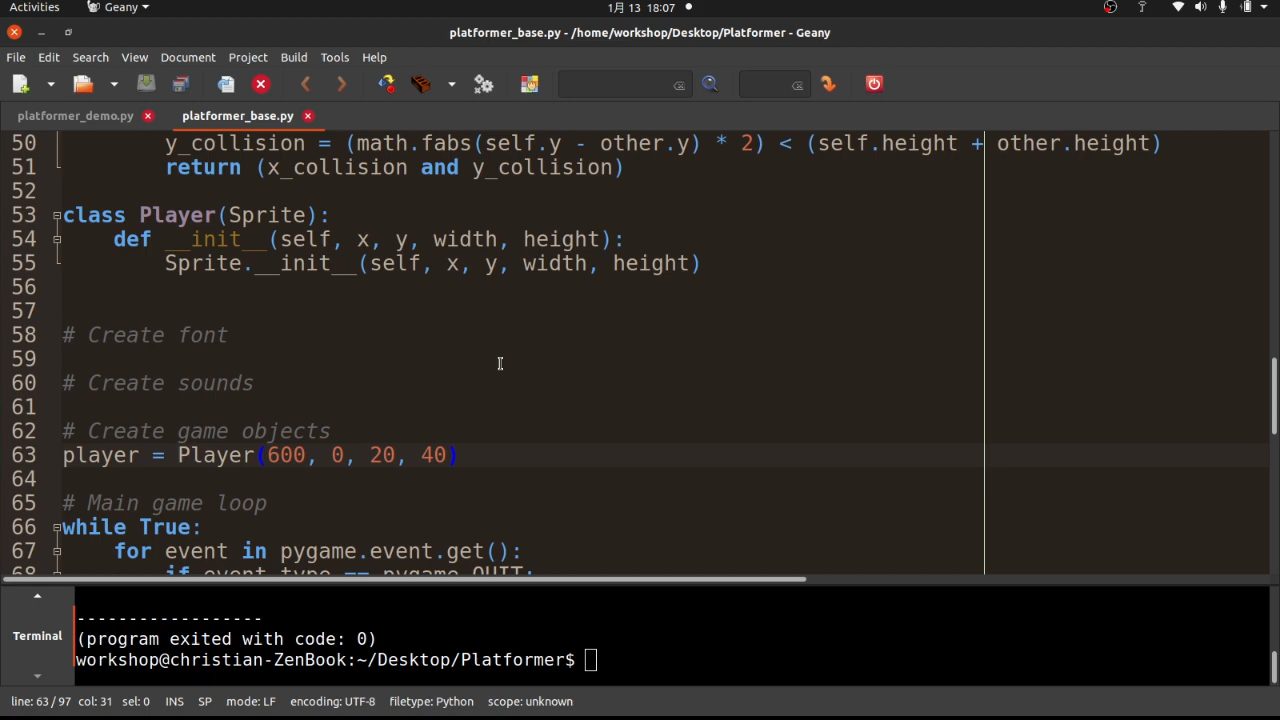 Activities Geany 1月 13 18:07
platformer_base.py - /home/workshop/Desktop/Platformer - Geany
File Edit Search View Document Project Build Tools Help
platformer_demo.py platformer_base.py
50 y_collision = (math.fabs(self.y - other.y) * 2) < (self.height + other.height)
51 return (x_collision and y_collision)
52
53 class Player(Sprite):
54 def __init__(self, x, y, width, height):
55 Sprite.__init__(self, x, y, width, height)
56
57
58 # Create font
59
60 # Create sounds
61
62 # Create game objects
63 player = Player(600, 0, 20, 40)
64
65 # Main game loop
66 while True:
67 for event in pygame.event.get():
68 if event.type == pygame.QUIT:
------------------
Terminal (program exited with code: 0)
workshop@christian-ZenBook:~/Desktop/Platformer$
line: 63 / 97 col: 31 sel: 0 INS SP mode: LF encoding: UTF-8 filetype: Python scope: unknown